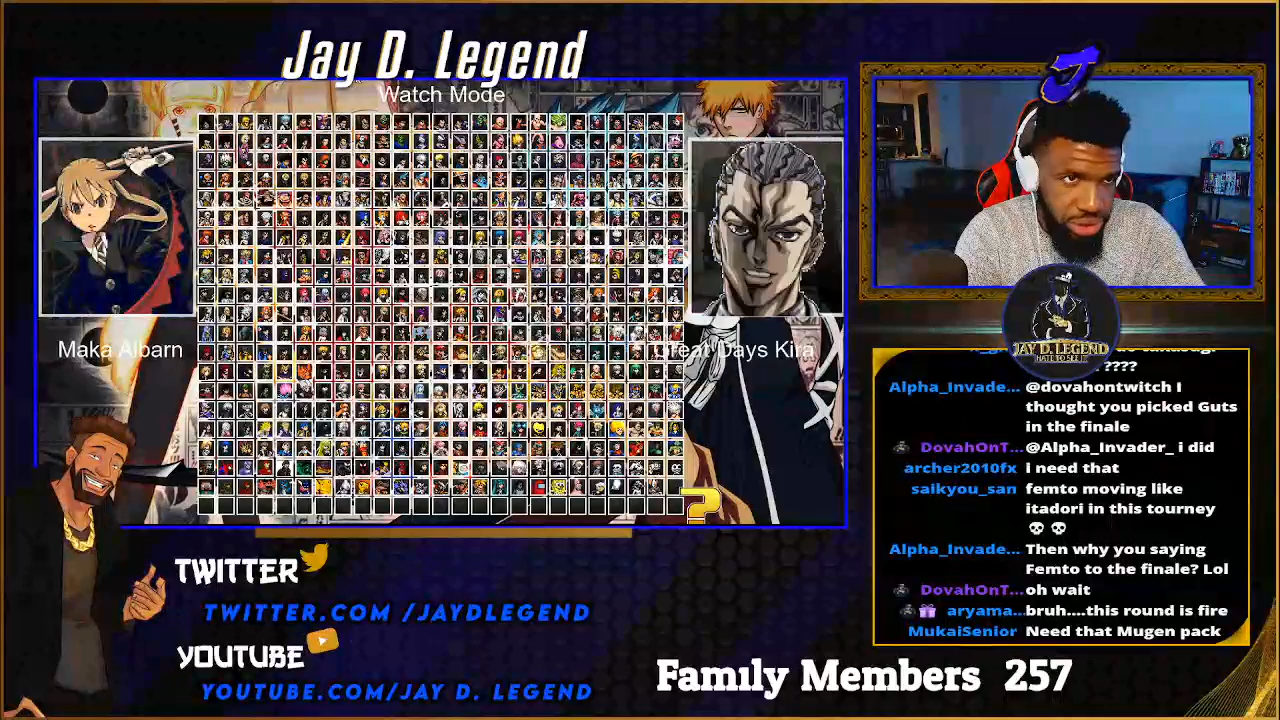 Jay D. Legend
Watch Mode
Maka Albarn
Great Days Kira
J
JAY D. LEGEND
????
Alpha_Invade... @dovahontwitch I
thought you picked Guts
in the finale
DovahOnT... @Alpha_Invader_ i did
archer2010fx i need that
saikyou_san femto moving like
itadori in this tourney
💀 💀
Alpha_Invade... Then why you saying
Femto to the finale? Lol
DovahOnT... oh wait
aryama... bruh....this round is fire
MukaiSenior Need that Mugen pack
?
TWITTER
TWITTER.COM /JAYDLEGEND
YOUTUBE
YOUTUBE.COM/JAY D. LEGEND
Family Members 257